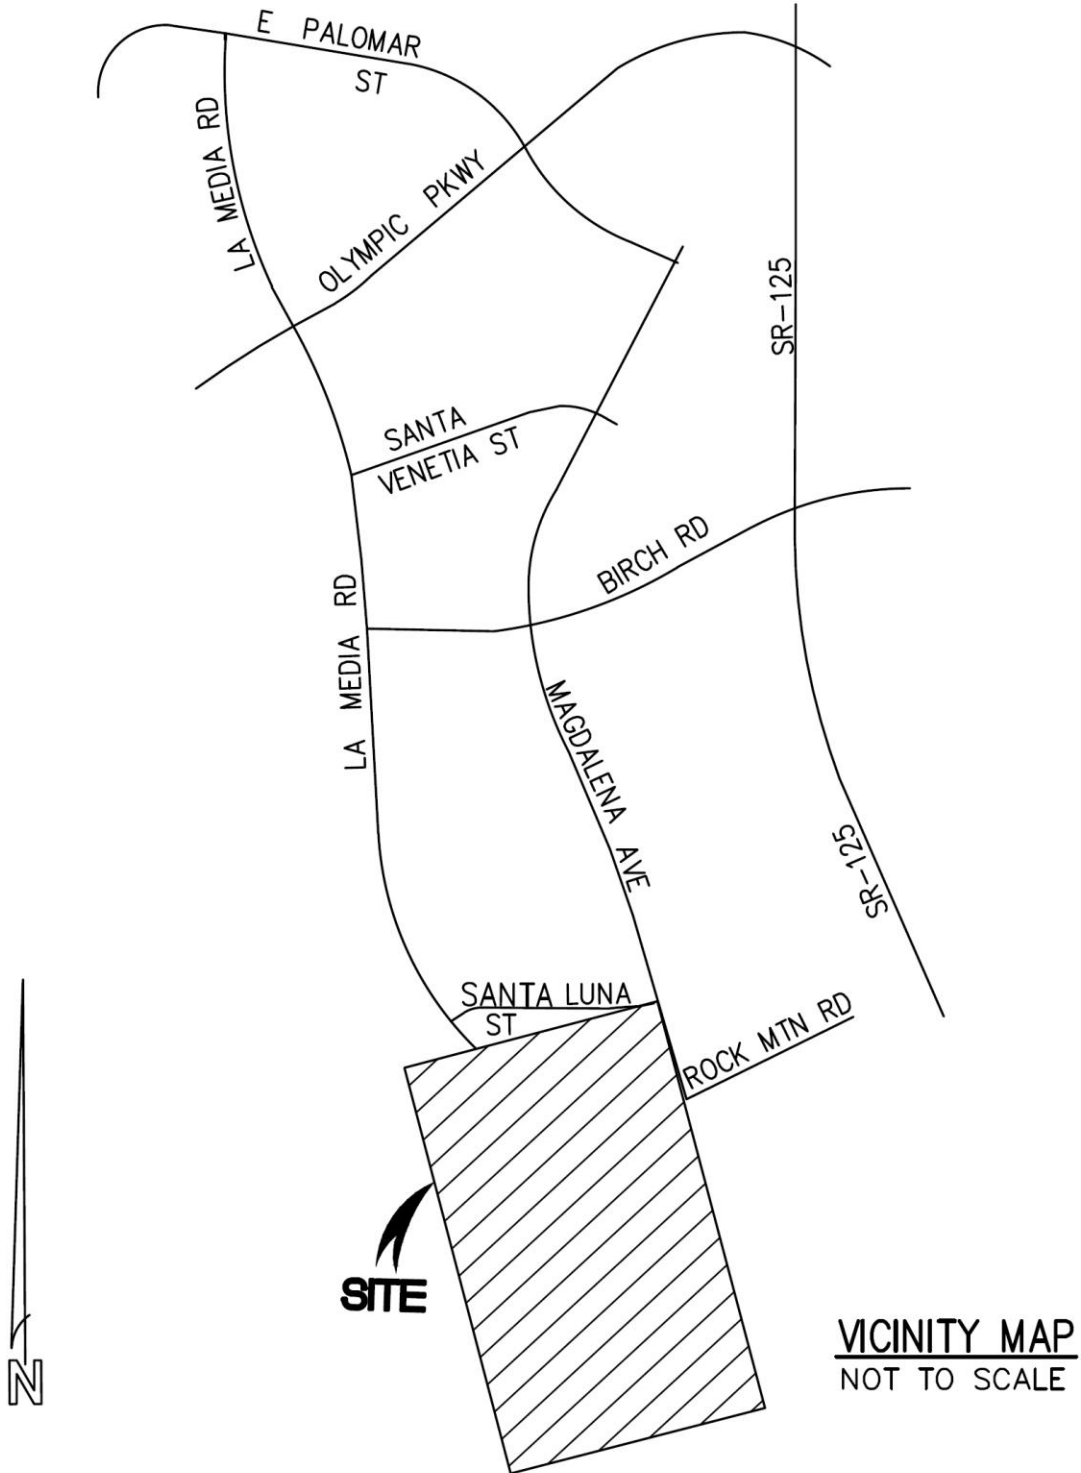 E PALOMAR
ST
LA MEDIA RD
OLYMPIC PKWY
SR-125
SANTA
VENETIA ST
BIRCH RD
LA MEDIA RD
MAGDALENA AVE
SR-125
SANTA LUNA
ST
ROCK MTN RD
SITE
VICINITY MAP
NOT TO SCALE
N